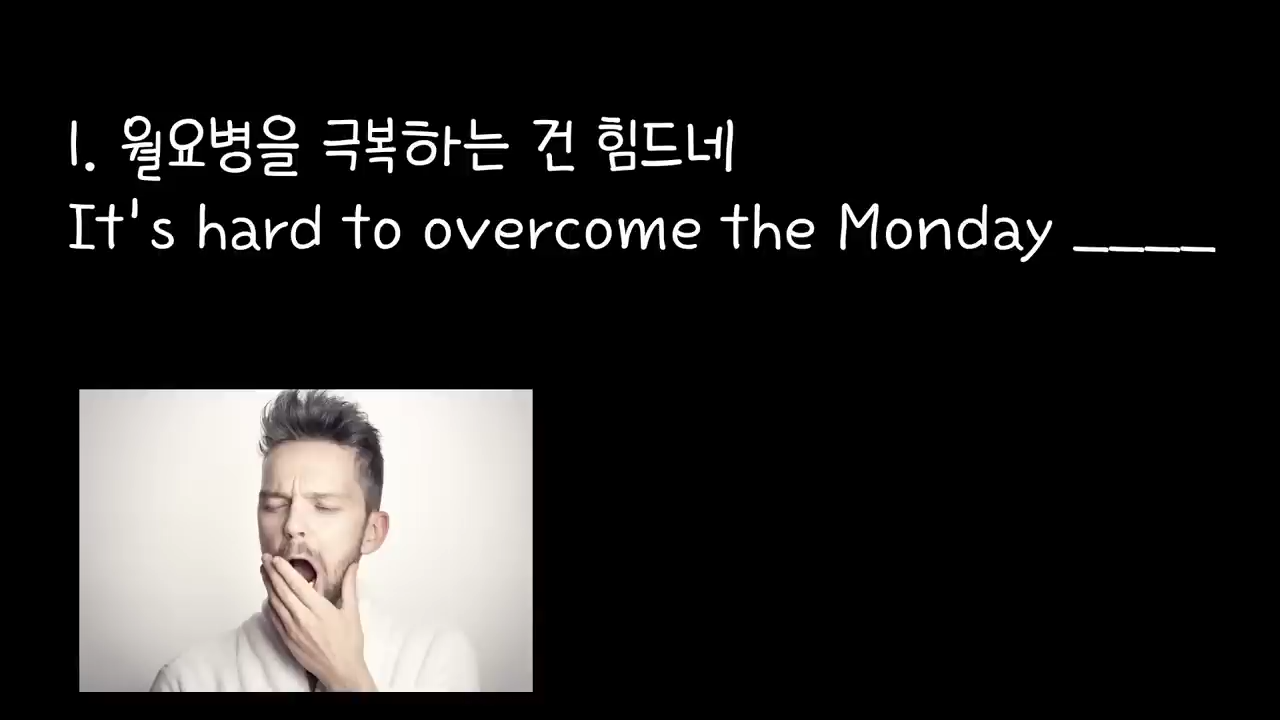 1. 월요병을 극복하는 건 힘드네
It's hard to overcome the Monday ____